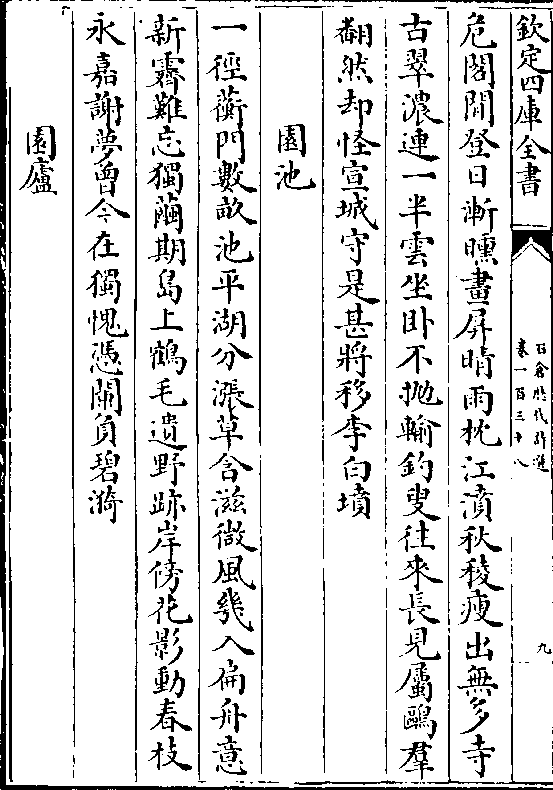 欽定四庫全書
石倉歷代詩選
卷一百三十八
九
危閣閒登日漸曛畫屏晴雨枕江濆秋稜瘦出無多寺
古翠濃連一半雲坐卧不拋輸釣叟往來長見屬鷗羣
翻然却怪宣城守是甚將移李白墳
園池
一徑蘅門數畝池平湖分漲草含滋微風幾入扁舟意
新霽難忘獨繭期島上鶴毛遺野跡岸傍花影動春枝
永嘉謝夢曾今在獨愧憑闌負碧漪
園廬